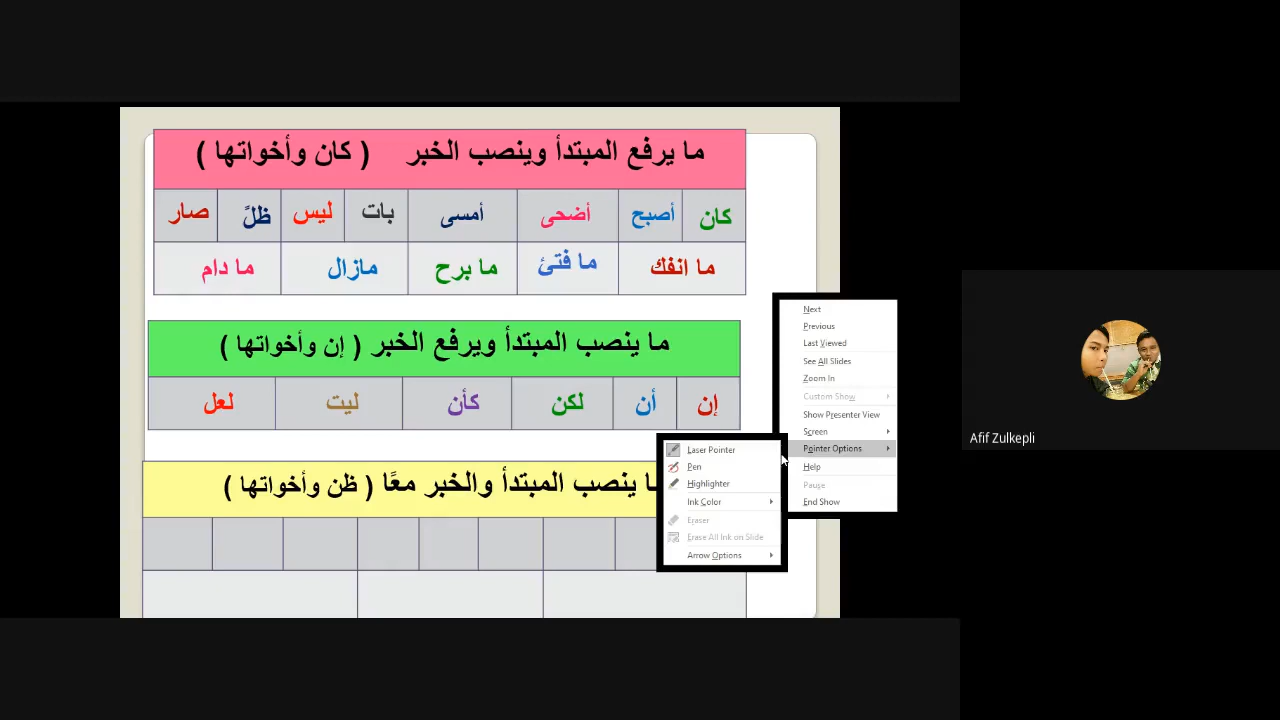 ما يرفع المبتدأ وينصب الخبر ( كان وأخواتها )
كان أصبح أضحى أمسى بات ليس ظلً صار
ما انفك ما فتئ ما برح مازال ما دام
ما ينصب المبتدأ ويرفع الخبر ( إن وأخواتها )
إن أن لكن كأن ليت لعل
ينصب المبتدأ والخبر معًا ( ظن وأخواتها )
Next
Previous
Last Viewed
See All Slides
Zoom In
Custom Show
Show Presenter View
Screen
Pointer Options
Help
Pause
End Show
Laser Pointer
Pen
Highlighter
Ink Color
Eraser
Erase All Ink on Slide
Arrow Options
Afif Zulkepli